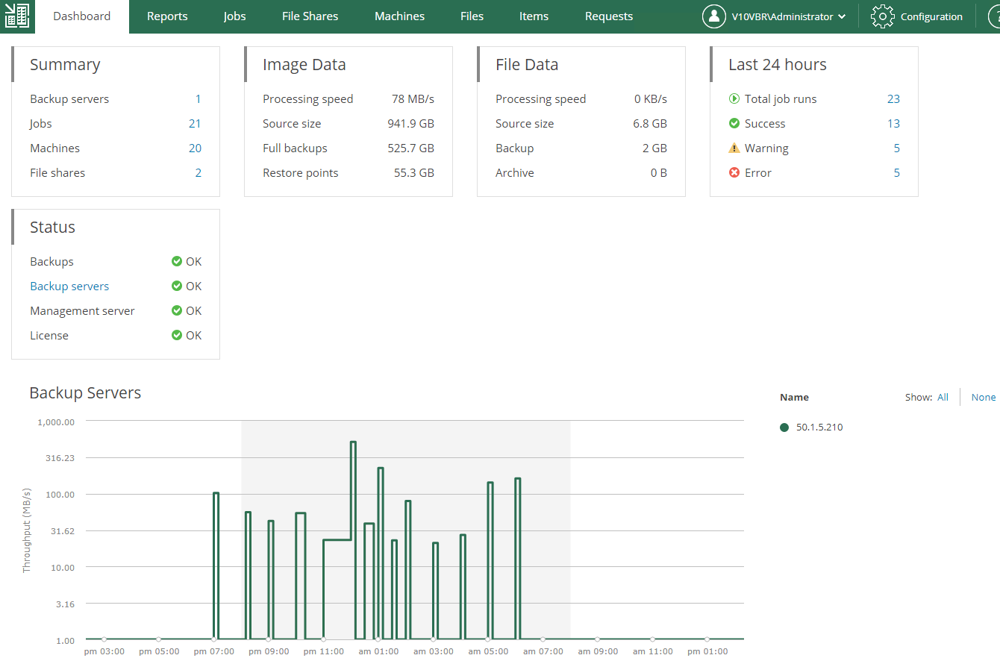 Dashboard Reports Jobs File Shares Machines Files Items Requests V10VBR\Administrator Configuration ?
Summary
Backup servers 1
Jobs 21
Machines 20
File shares 2
Image Data
Processing speed 78 MB/s
Source size 941.9 GB
Full backups 525.7 GB
Restore points 55.3 GB
File Data
Processing speed 0 KB/s
Source size 6.8 GB
Backup 2 GB
Archive 0 B
Last 24 hours
Total job runs 23
Success 13
Warning 5
Error 5
Status
Backups OK
Backup servers OK
Management server OK
License OK
Backup Servers
Name Show: All None
50.1.5.210
Throughput (MB/s)
1,000.00
316.23
100.00
31.62
10.00
3.16
1.00
pm 03:00 pm 05:00 pm 07:00 pm 09:00 pm 11:00 am 01:00 am 03:00 am 05:00 am 07:00 am 09:00 am 11:00 pm 01:00